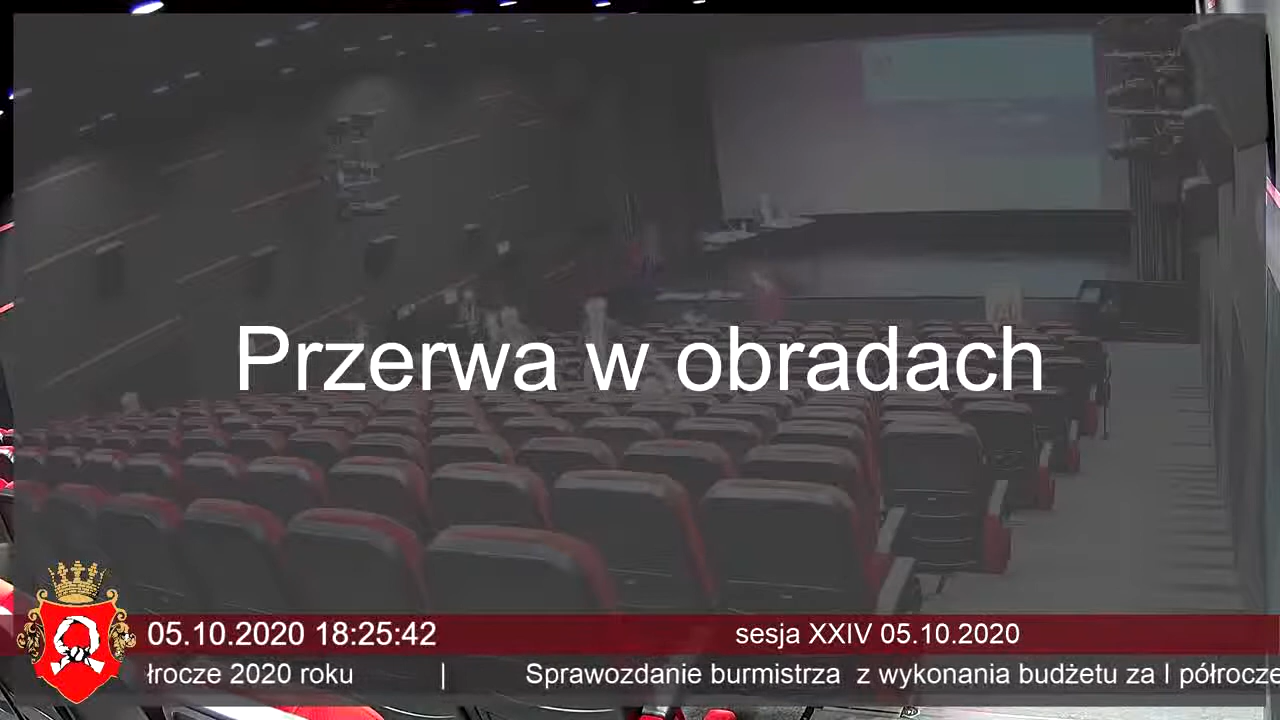 Przerwa w obradach
05.10.2020 18:25:42
sesja XXIV 05.10.2020
łrocze 2020 roku | Sprawozdanie burmistrza z wykonania budżetu za I półrocze